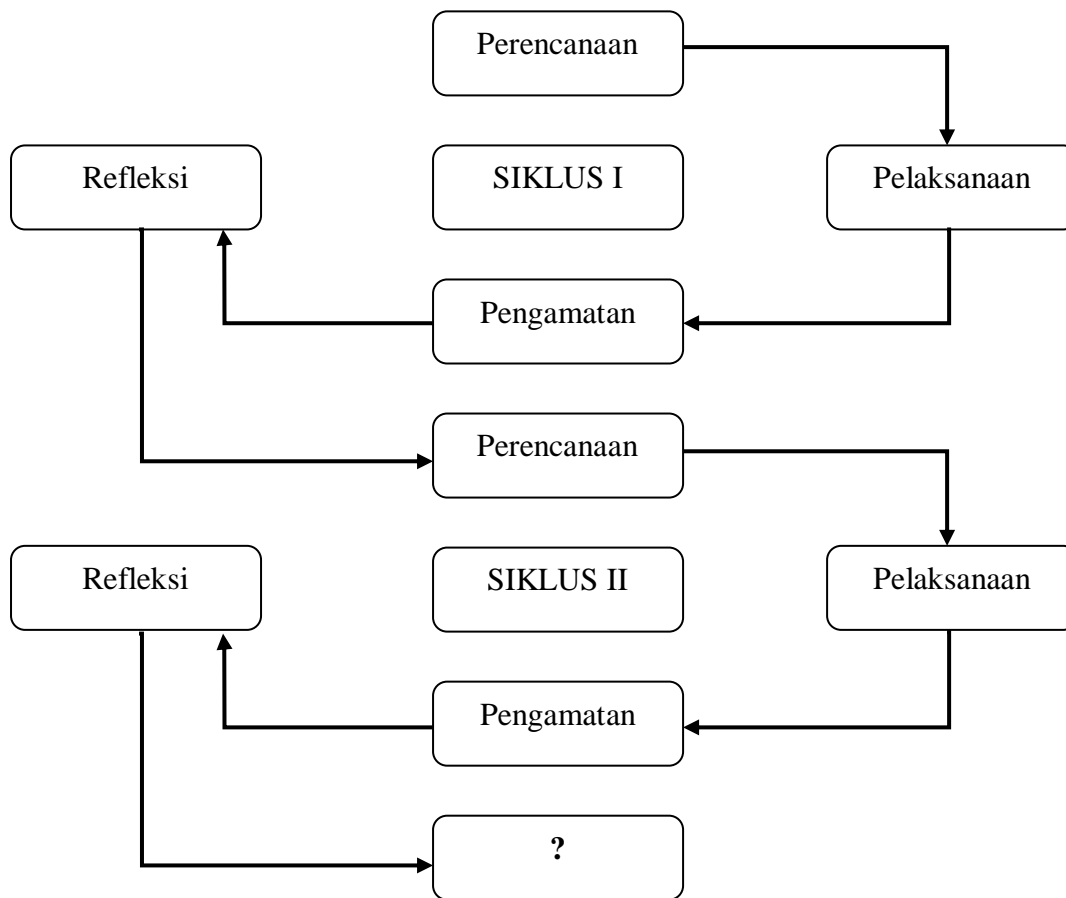 Perencanaan
Refleksi
SIKLUS I
Pelaksanaan
Pengamatan
Perencanaan
Refleksi
SIKLUS II
Pelaksanaan
Pengamatan
?